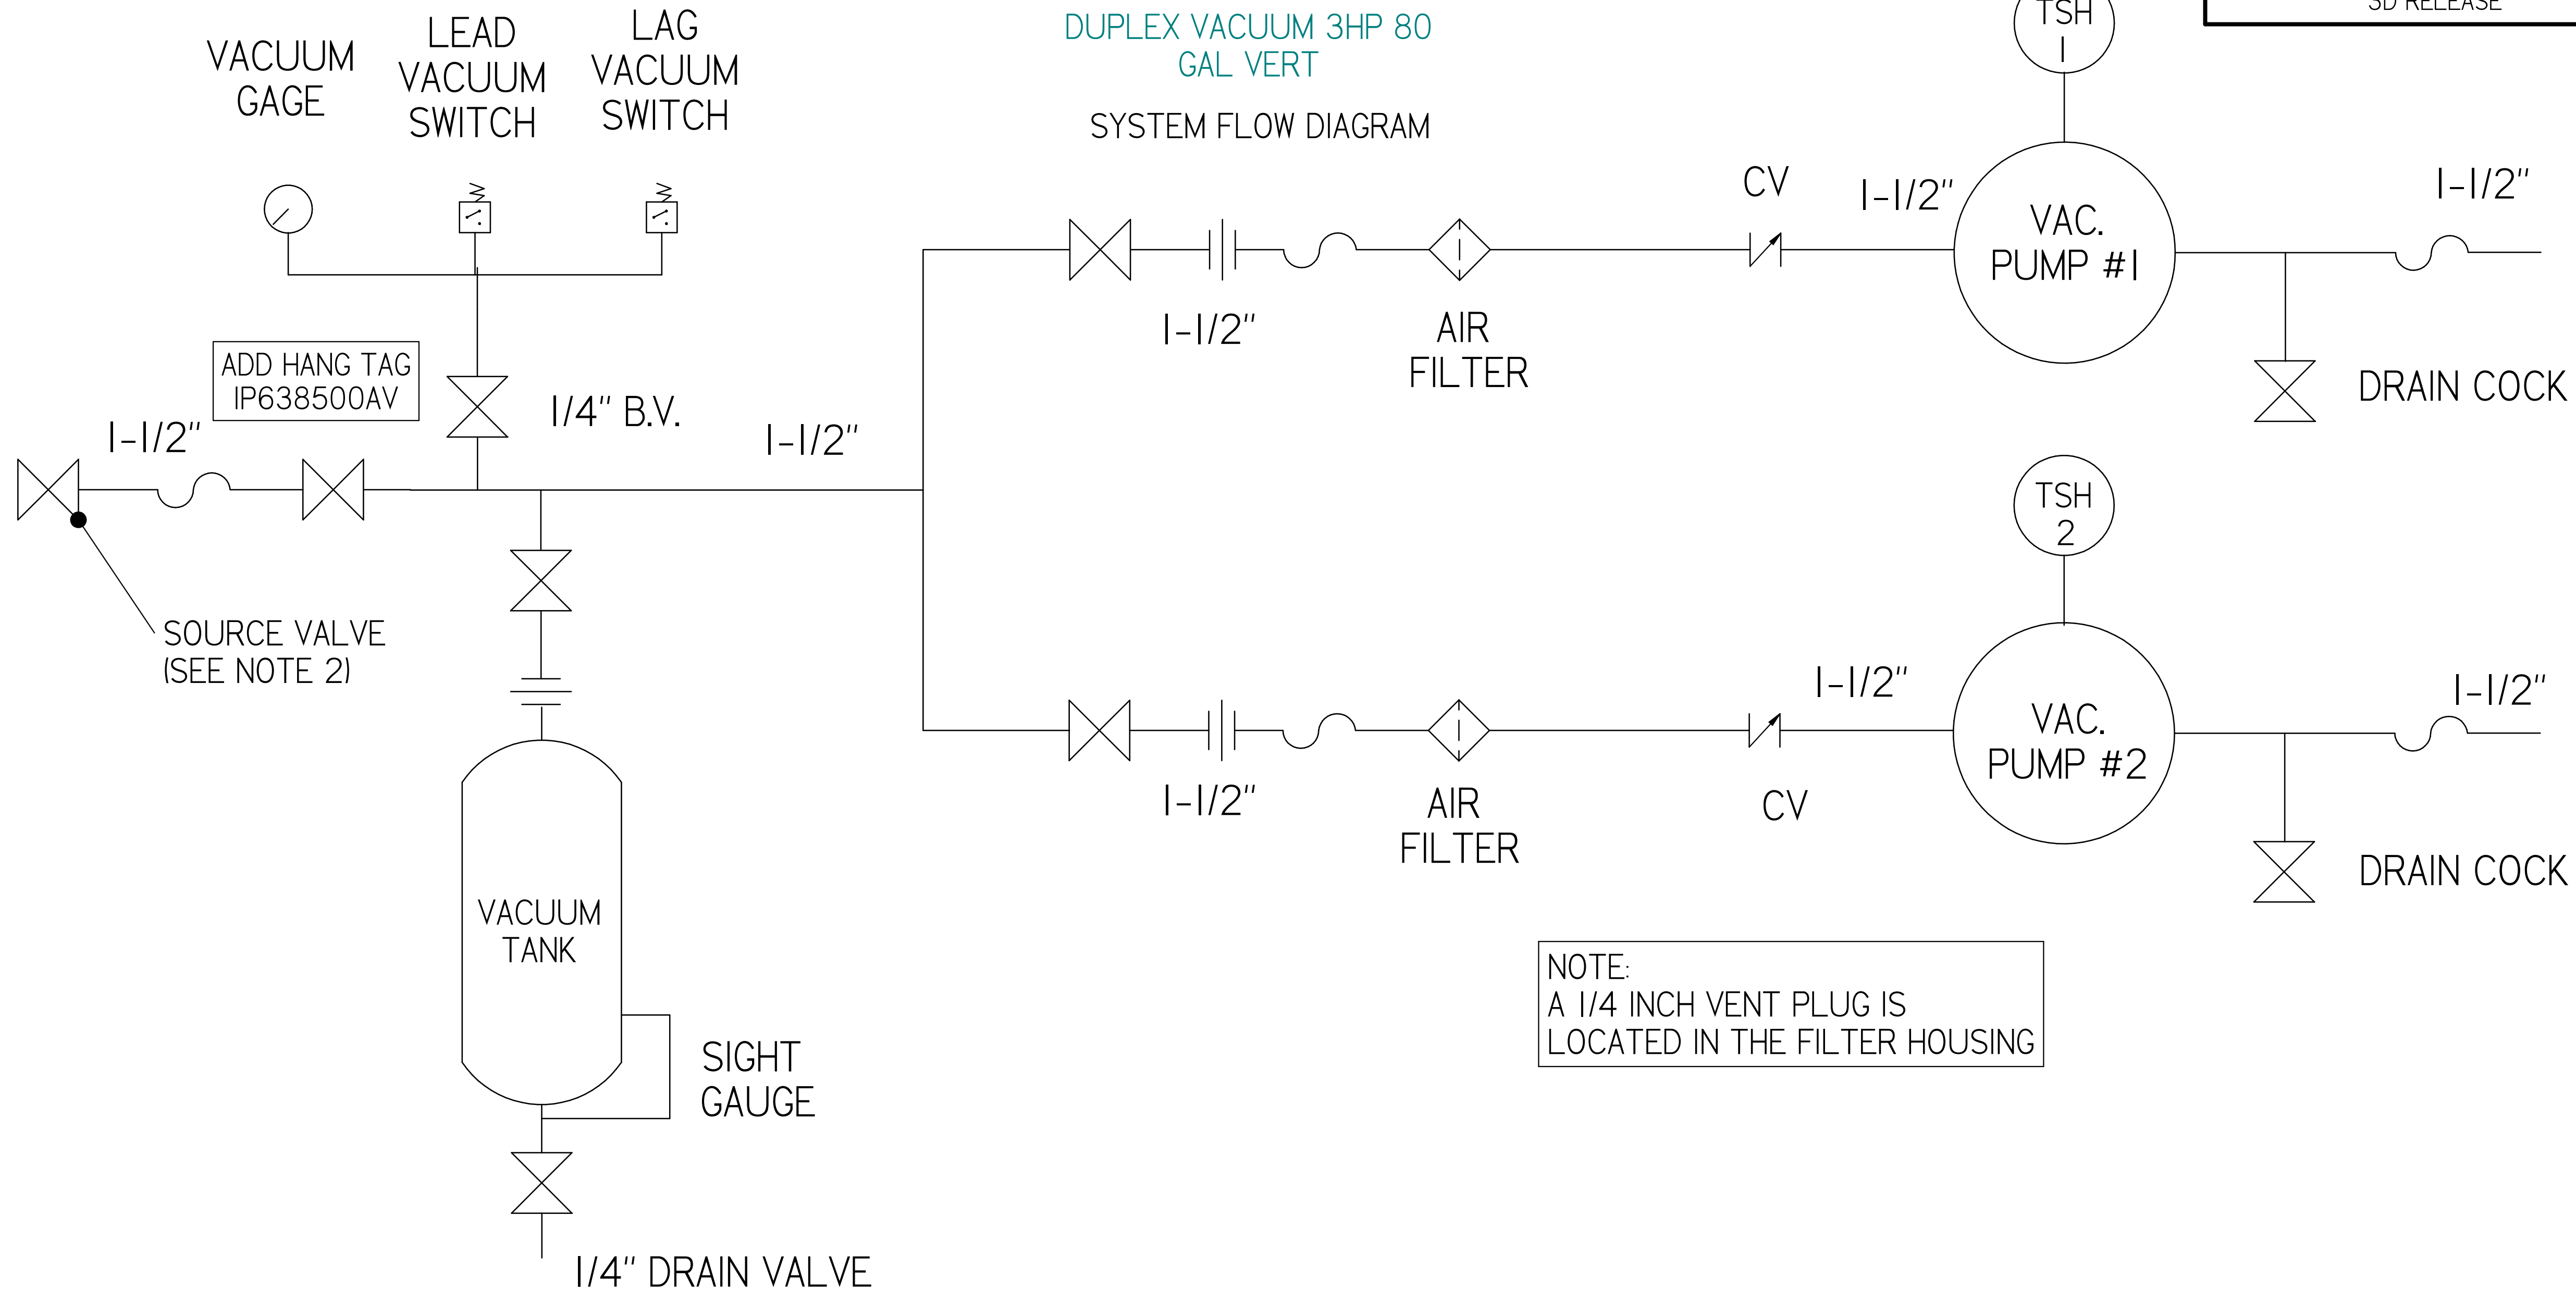 VACUUM
GAGE
LEAD
VACUUM
SWITCH
LAG
VACUUM
SWITCH
DUPLEX VACUUM 3HP 80
GAL VERT
SYSTEM FLOW DIAGRAM
TSH
1
3D RELEASE
CV
1-1/2"
VAC.
PUMP #1
1-1/2"
1-1/2"
AIR
FILTER
DRAIN COCK
ADD HANG TAG
IP638500AV
1/4" B.V.
1-1/2"
1-1/2"
SOURCE VALVE
(SEE NOTE 2)
TSH
2
1-1/2"
VAC.
PUMP #2
1-1/2"
1-1/2"
AIR
FILTER
CV
DRAIN COCK
VACUUM
TANK
SIGHT
GAUGE
NOTE:
A 1/4 INCH VENT PLUG IS
LOCATED IN THE FILTER HOUSING
1/4" DRAIN VALVE